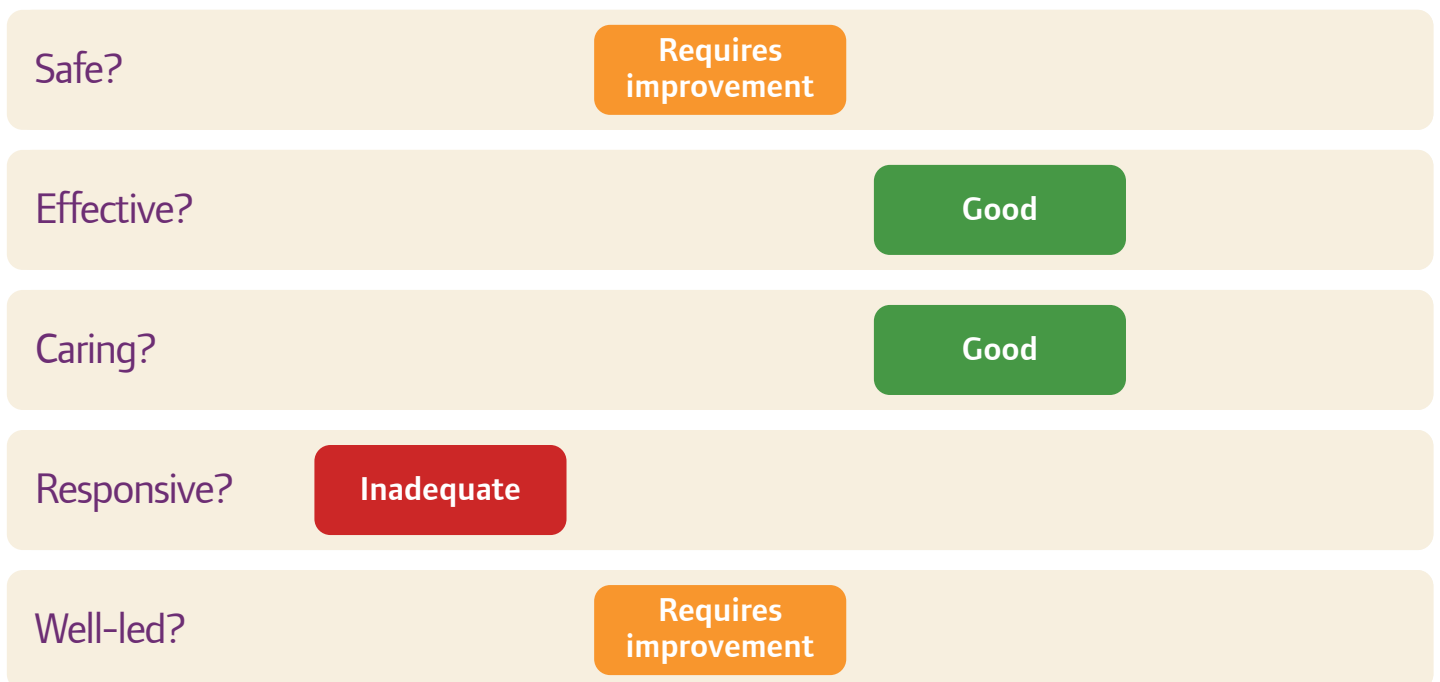 Safe?
Requires
improvement
Effective?
Good
Caring?
Good
Responsive?
Inadequate
Well-led?
Requires
improvement